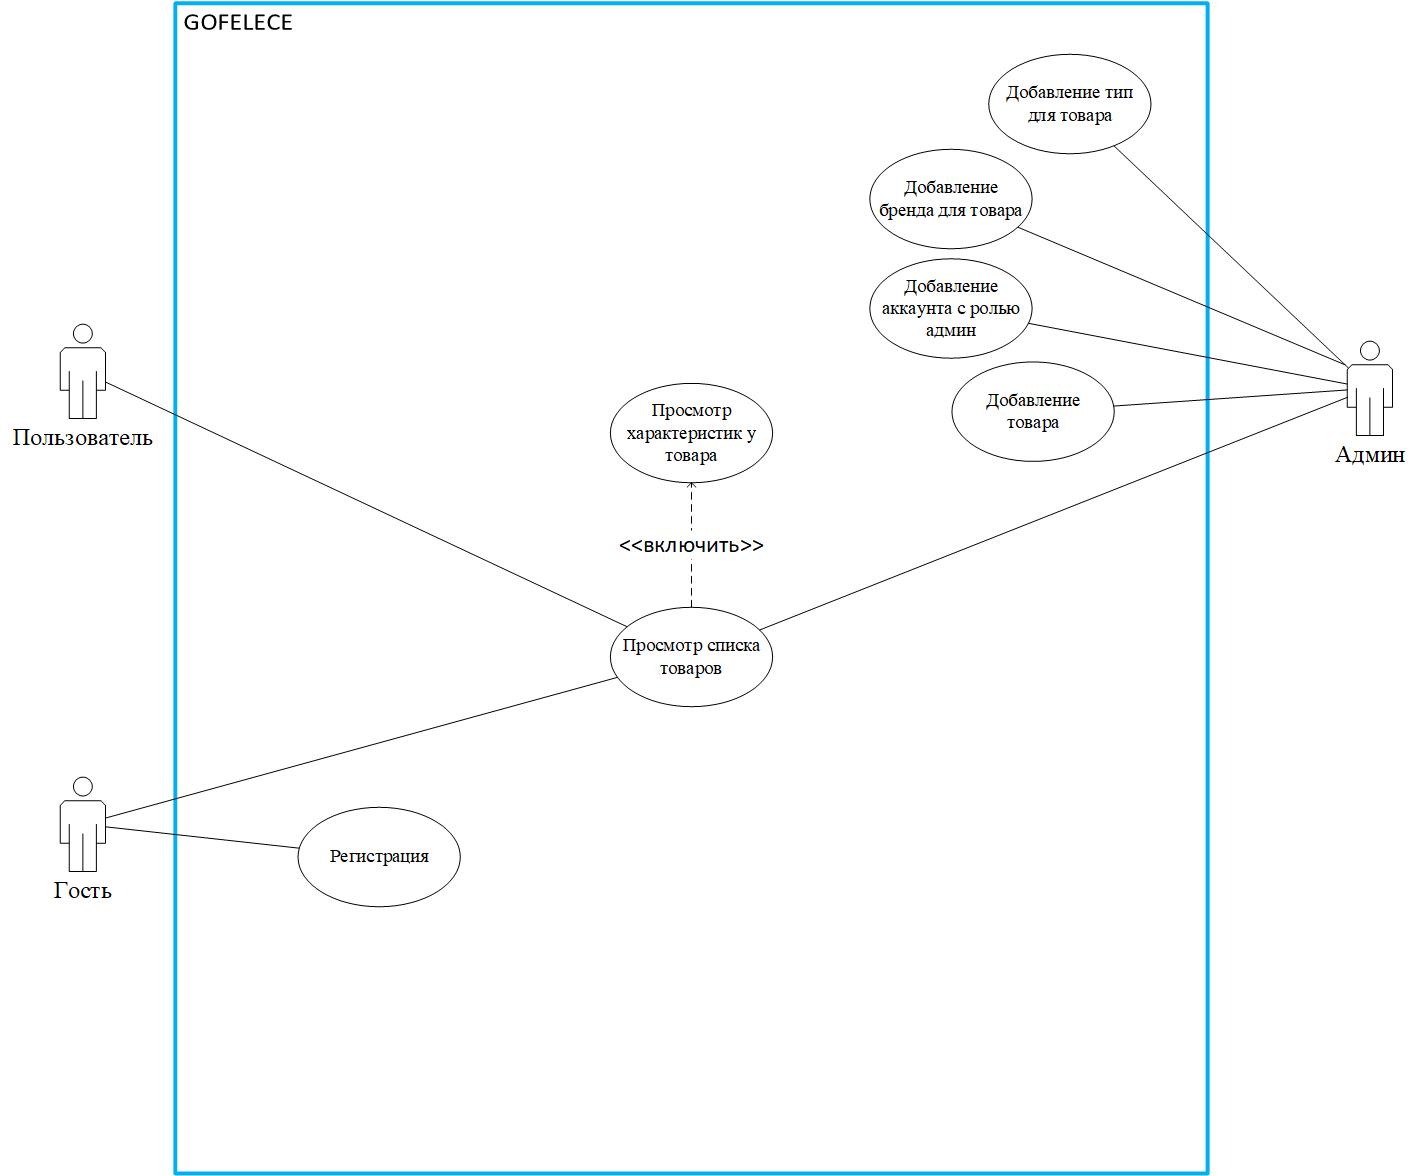 GOFELECE
Добавление тип
для товара
Добавление
бренда для товара
Добавление
аккаунта с ролью
админ
Добавление
товара
Админ
Пользователь
Просмотр
характеристик у
товара
<<включить>>
Просмотр списка
товаров
Гость
Регистрация